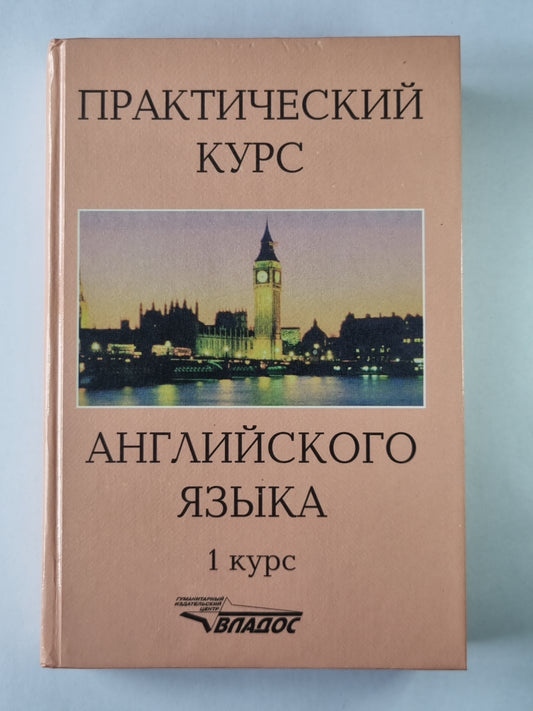 ПРАКТИЧЕСКИЙ
КУРС
АНГЛИЙСКОГО
ЯЗЫКА
1 курс
ГУМАНИТАРНЫЙ
ИЗДАТЕЛЬСКИЙ
ЦЕНТР
ВЛАДОС